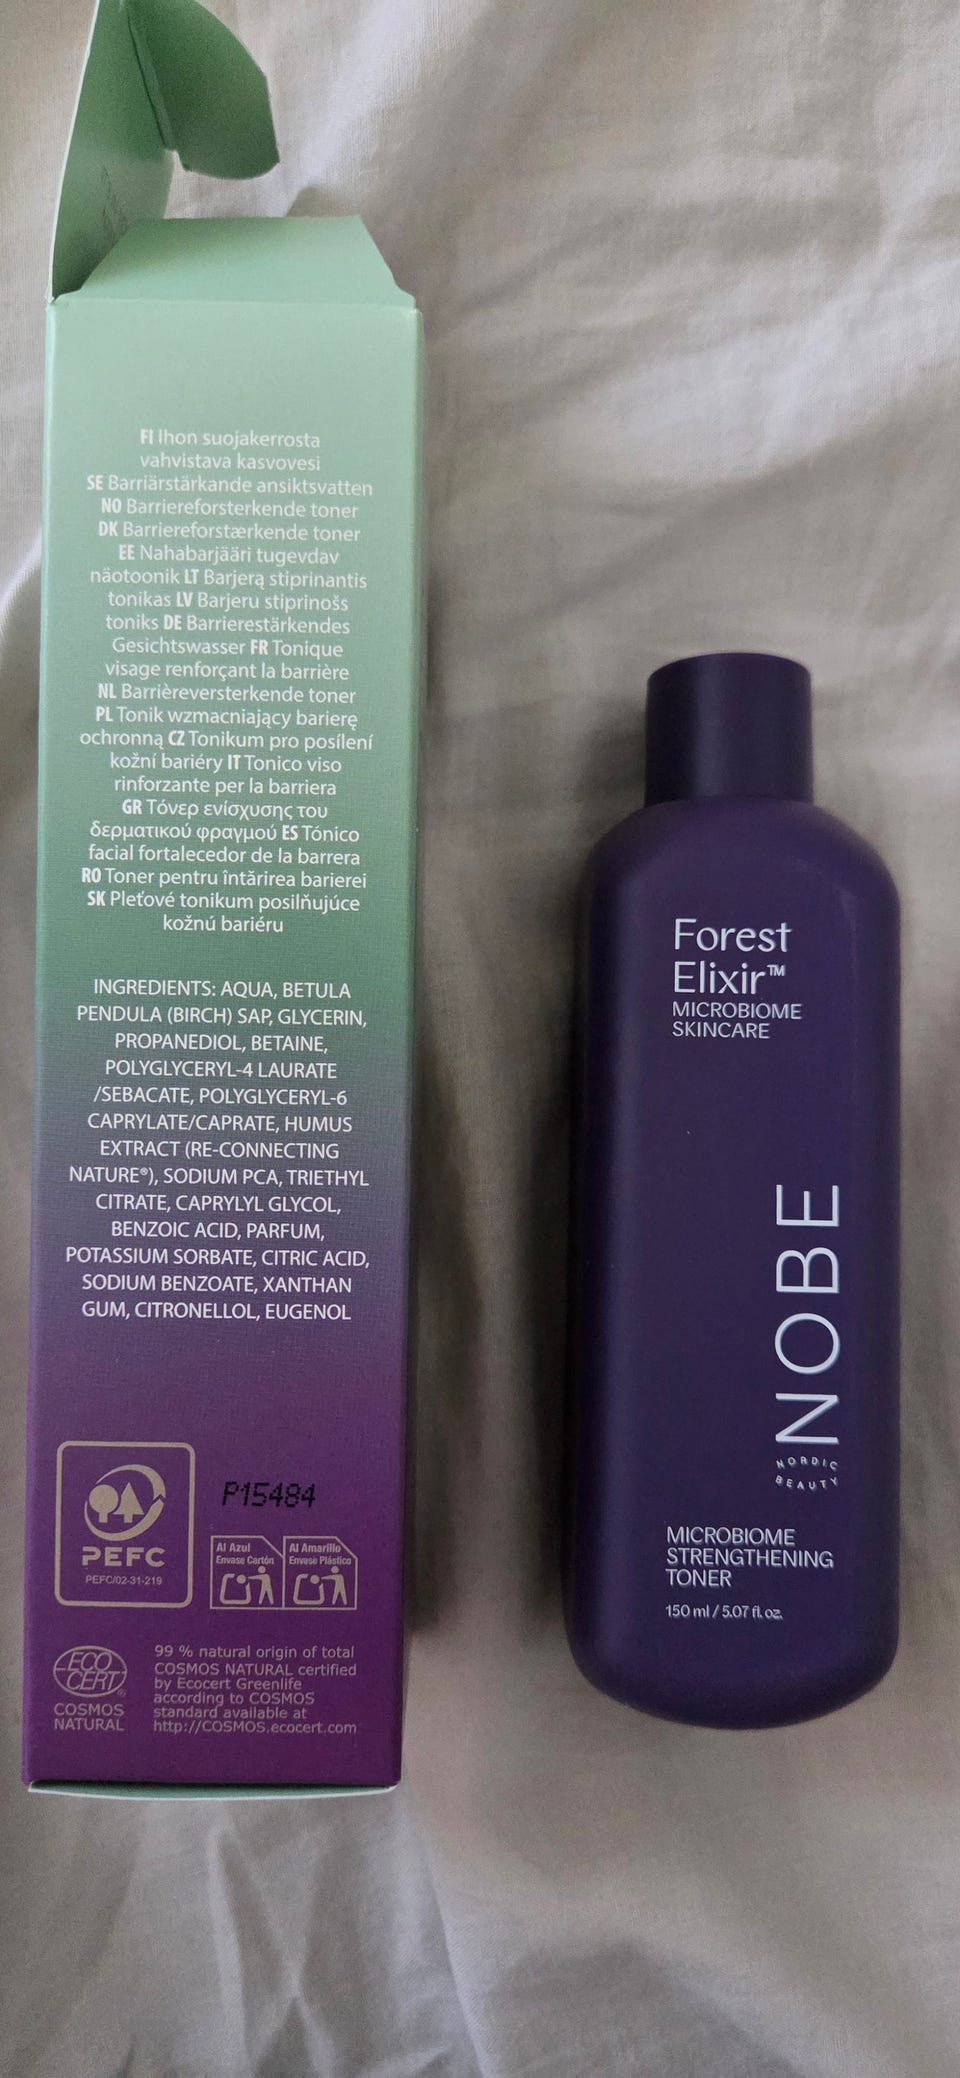 FI Ihon suojakerrosta
vahvistava kasvovesi
SE Barriärstärkande ansiktsvatten
NO Barriereforsterkende toner
DK Barriereforstærkende toner
EE Nahabarjääri tugevdav
näotoonik LT Barjerą stiprinantis
tonikas LV Barjeru stiprinošs
toniks DE Barrierestärkendes
Gesichtswasser FR Tonique
visage renforçant la barrière
NL Barrièreversterkende toner
PL Tonik wzmacniający barierę
ochronną CZ Tonikum pro posílení
kožní bariéry IT Tonico viso
rinforzante per la barriera
GR Τόνερ ενίσχυσης του
δερματικού φραγμού ES Tónico
facial fortalecedor de la barrera
RO Toner pentru întărirea barierei
SK Pleťové tonikum posilňujúce
kožnú bariéru
INGREDIENTS: AQUA, BETULA
PENDULA (BIRCH) SAP, GLYCERIN,
PROPANEDIOL, BETAINE,
POLYGLYCERYL-4 LAURATE
/SEBACATE, POLYGLYCERYL-6
CAPRYLATE/CAPRATE, HUMUS
EXTRACT (RE-CONNECTING
NATURE®), SODIUM PCA, TRIETHYL
CITRATE, CAPRYLYL GLYCOL,
BENZOIC ACID, PARFUM,
POTASSIUM SORBATE, CITRIC ACID,
SODIUM BENZOATE, XANTHAN
GUM, CITRONELLOL, EUGENOL
PEFC
PEFC/02-31-219
P15484
Al Azul
Envase Cartón
Al Amarillo
Envase Plástico
ECO
CERT®
COSMOS
NATURAL
99 % natural origin of total
COSMOS NATURAL certified
by Ecocert Greenlife
according to COSMOS
standard available at
http://COSMOS.ecocert.com
Forest
Elixir™
MICROBIOME
SKINCARE
NOBE
NORDIC
BEAUTY
MICROBIOME
STRENGTHENING
TONER
150 ml / 5.07 fl. oz.